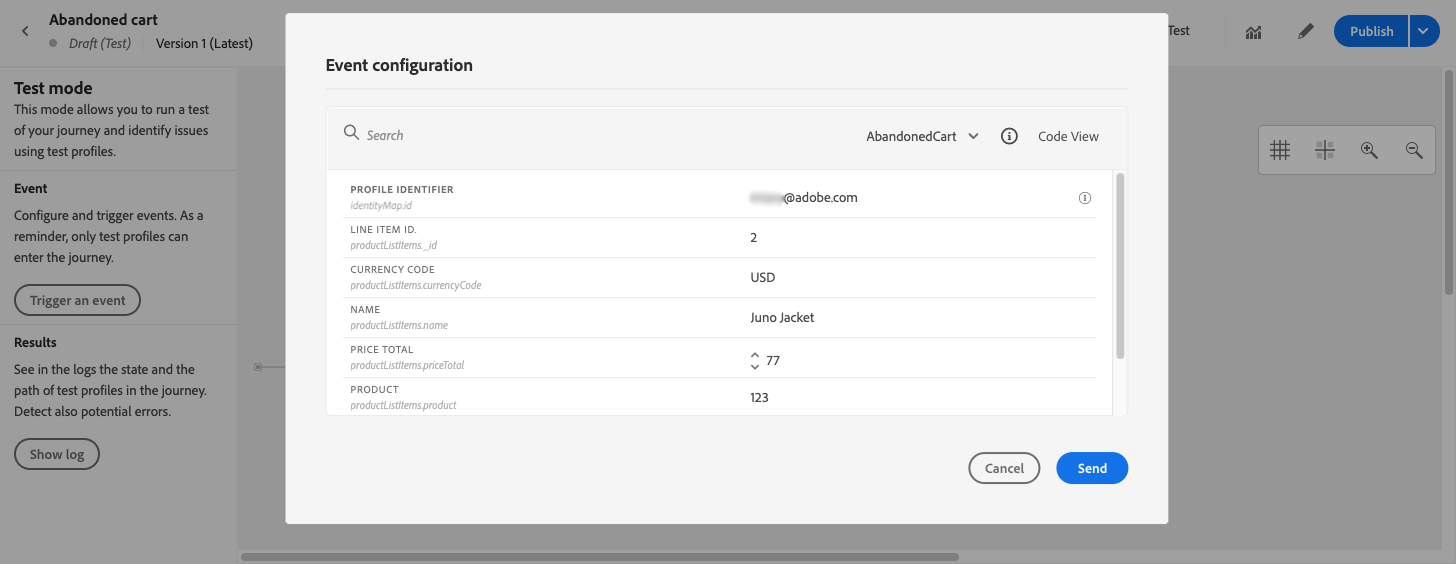 Abandoned cart
Draft (Test)
Version 1 (Latest)
Test
Publish
Test mode
This mode allows you to run a test
of your journey and identify issues
using test profiles.
Event
Configure and trigger events. As a
reminder, only test profiles can
enter the journey.
Trigger an event
Results
See in the logs the state and the
path of test profiles in the journey.
Detect also potential errors.
Show log
Event configuration
Search
AbandonedCart
Code View
PROFILE IDENTIFIER
identityMap.id
@adobe.com
LINE ITEM ID.
productListItems._id
2
CURRENCY CODE
productListItems.currencyCode
USD
NAME
productListItems.name
Juno Jacket
PRICE TOTAL
productListItems.priceTotal
77
PRODUCT
productListItems.product
123
Cancel
Send